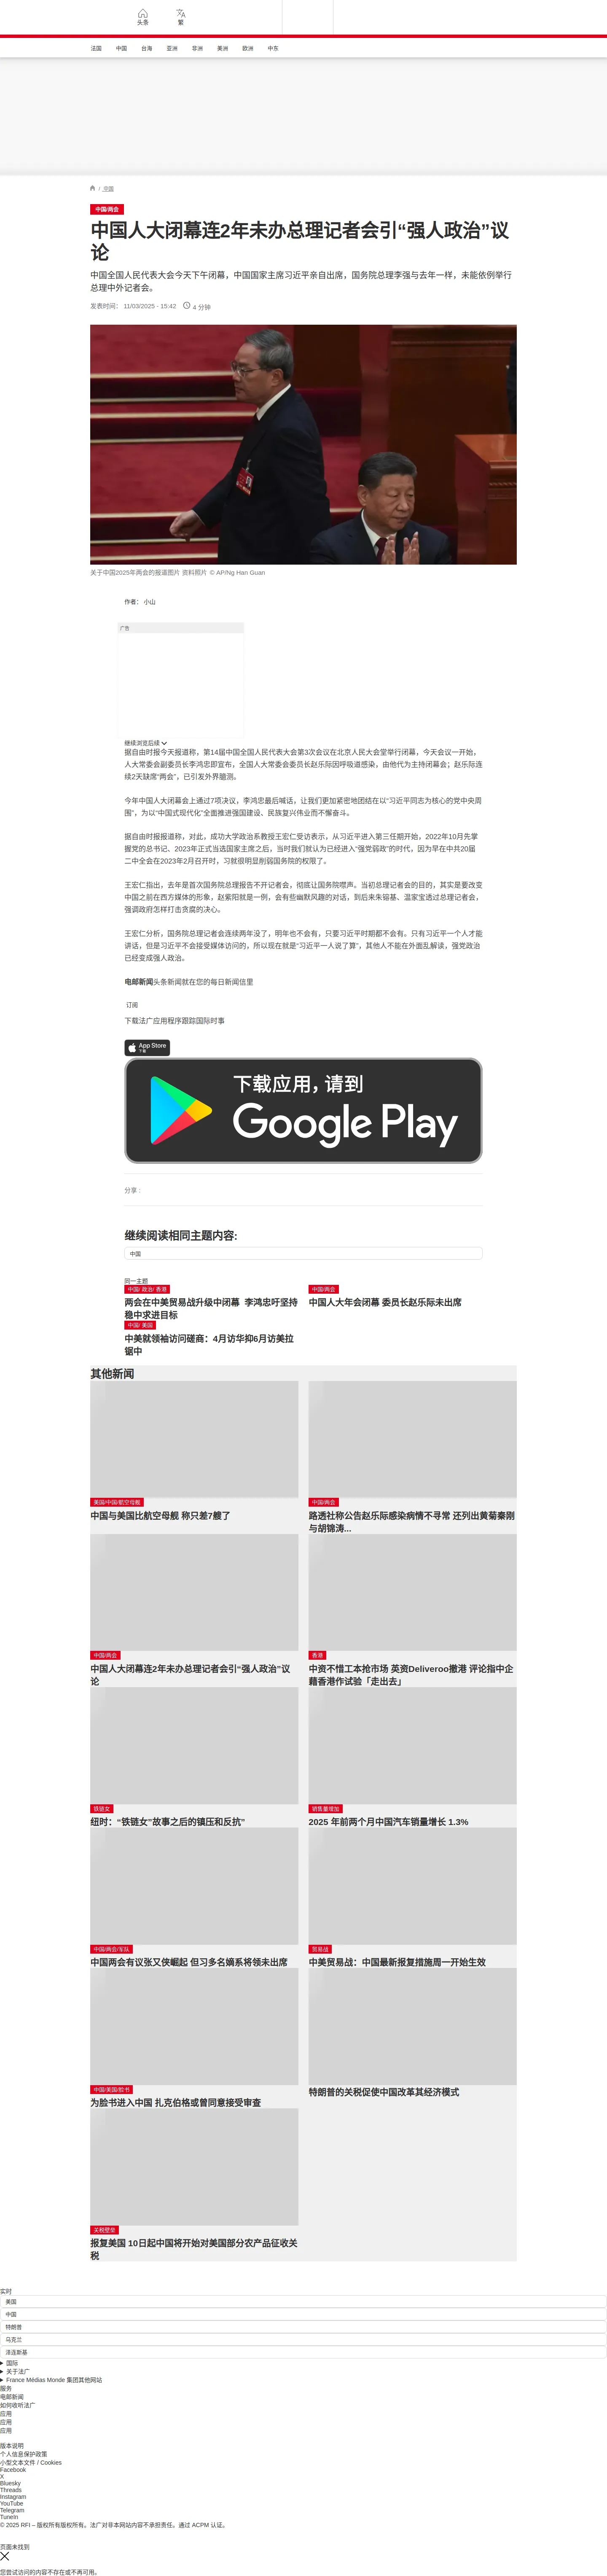 头条
繁
法国 中国 台海 亚洲 非洲 美洲 欧洲 中东
/ 中国
中国/两会
中国人大闭幕连2年未办总理记者会引“强人政治”议
论
中国全国人民代表大会今天下午闭幕，中国国家主席习近平亲自出席，国务院总理李强与去年一样，未能依例举行
总理中外记者会。
发表时间： 11/03/2025 - 15:42 4 分钟
关于中国2025年两会的报道图片 资料照片 © AP/Ng Han Guan
作者： 小山
广告
继续浏览后续
据自由时报今天报道称，第14届中国全国人民代表大会第3次会议在北京人民大会堂举行闭幕，今天会议一开始，
人大常委会副委员长李鸿忠即宣布，全国人大常委会委员长赵乐际因呼吸道感染，由他代为主持闭幕会；赵乐际连
续2天缺席“两会”，已引发外界臆测。
今年中国人大闭幕会上通过7项决议，李鸿忠最后喊话，让我们更加紧密地团结在以“习近平同志为核心的党中央周
围”，为以“中国式现代化”全面推进强国建设、民族复兴伟业而不懈奋斗。
据自由时报报道称，对此，成功大学政治系教授王宏仁受访表示，从习近平进入第三任期开始，2022年10月先掌
握党的总书记、2023年正式当选国家主席之后，当时我们就认为已经进入“强党弱政”的时代，因为早在中共20届
二中全会在2023年2月召开时，习就很明显削弱国务院的权限了。
王宏仁指出，去年是首次国务院总理报告不开记者会，彻底让国务院噤声。当初总理记者会的目的，其实是要改变
中国之前在西方媒体的形象，赵紫阳就是一例，会有些幽默风趣的对话，到后来朱镕基、温家宝透过总理记者会，
强调政府怎样打击贪腐的决心。
王宏仁分析，国务院总理记者会连续两年没了，明年也不会有，只要习近平时期都不会有。只有习近平一个人才能
讲话，但是习近平不会接受媒体访问的，所以现在就是“习近平一人说了算”，其他人不能在外面乱解读，强党政治
已经变成强人政治。
电邮新闻头条新闻就在您的每日新闻信里
订阅
下载法广应用程序跟踪国际时事
App Store
下载
下载应用，请到
Google Play
分享 :
继续阅读相同主题内容:
中国
同一主题
中国/ 政治/ 香港
两会在中美贸易战升级中闭幕 李鸿忠吁坚持
稳中求进目标
中国/两会
中国人大年会闭幕 委员长赵乐际未出席
中国/ 美国
中美就领袖访问磋商：4月访华抑6月访美拉
锯中
其他新闻
美国/中国/航空母舰
中国与美国比航空母舰 称只差7艘了
中国/两会
路透社称公告赵乐际感染病情不寻常 还列出黄菊秦刚
与胡锦涛...
中国/两会
中国人大闭幕连2年未办总理记者会引“强人政治”议
论
香港
中资不惜工本抢市场 英资Deliveroo撤港 评论指中企
藉香港作试验「走出去」
铁链女
纽时：“铁链女”故事之后的镇压和反抗”
销售量增加
2025 年前两个月中国汽车销量增长 1.3%
中国/两会/军队
中国两会有议张又侠崛起 但习多名嫡系将领未出席
贸易战
中美贸易战：中国最新报复措施周一开始生效
中国/美国/脸书
为脸书进入中国 扎克伯格或曾同意接受审查
特朗普的关税促使中国改革其经济模式
关税壁垒
报复美国 10日起中国将开始对美国部分农产品征收关
税
实时
美国
中国
特朗普
乌克兰
泽连斯基
国际
关于法广
France Médias Monde 集团其他网站
服务
电邮新闻
如何收听法广
应用
应用
应用
版本说明
个人信息保护政策
小型文本文件 / Cookies
Facebook
X
Bluesky
Threads
Instagram
YouTube
Telegram
TuneIn
© 2025 RFI – 版权所有版权所有。法广对非本网站内容不承担责任。通过 ACPM 认证。
页面未找到
您尝试访问的内容不存在或不再可用。